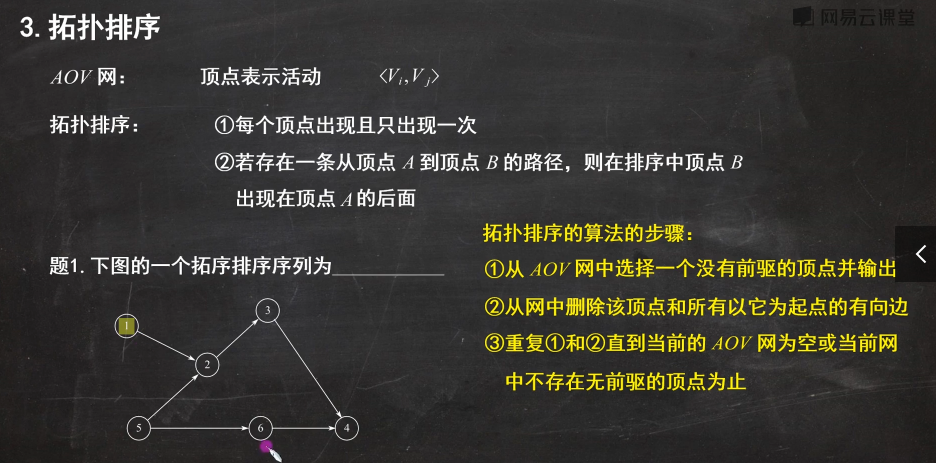 3.拓扑排序
网易云课堂
AOV 网： 顶点表示活动 <Vi,Vj>
拓扑排序： ①每个顶点出现且只出现一次
②若存在一条从顶点 A 到顶点 B 的路径，则在排序中顶点 B
出现在顶点 A 的后面
题1.下图的一个拓序排序序列为__________
1
3
2
5
6
4
拓扑排序的算法的步骤：
①从 AOV 网中选择一个没有前驱的顶点并输出
②从网中删除该顶点和所有以它为起点的有向边
③重复①和②直到当前的 AOV 网为空或当前网
中不存在无前驱的顶点为止